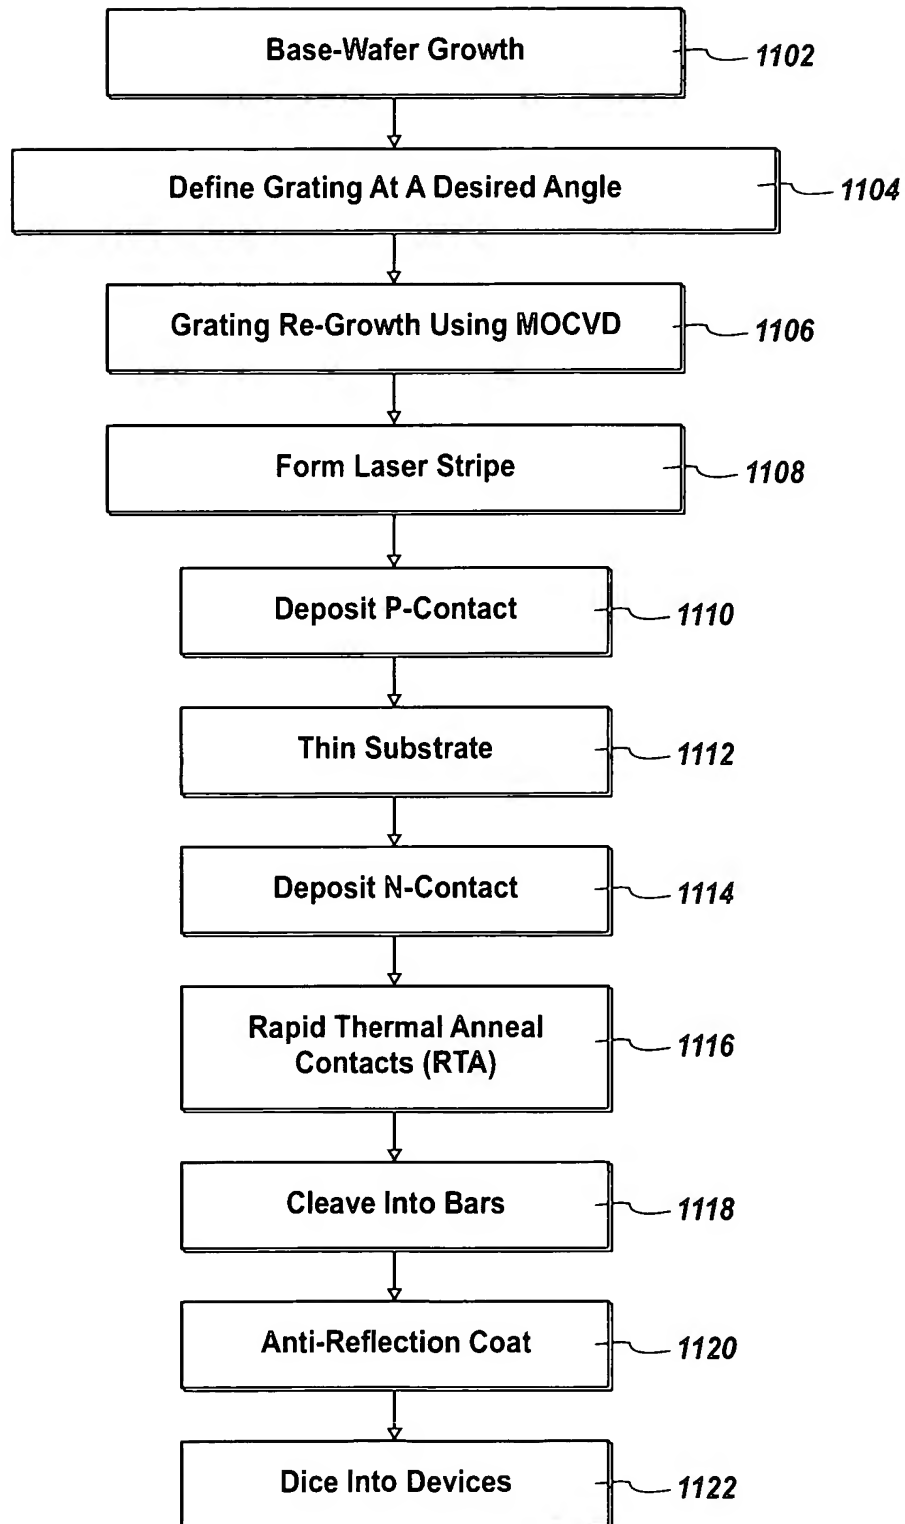 Base-Wafer Growth
1102
Define Grating At A Desired Angle
1104
Grating Re-Growth Using MOCVD
1106
Form Laser Stripe
1108
Deposit P-Contact
1110
Thin Substrate
1112
Deposit N-Contact
1114
Rapid Thermal Anneal
Contacts (RTA)
1116
Cleave Into Bars
1118
Anti-Reflection Coat
1120
Dice Into Devices
1122